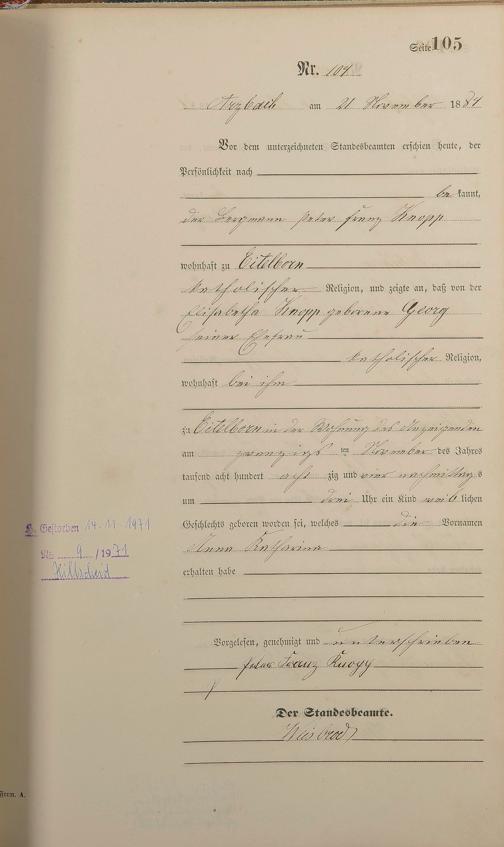 Seite 105
Nr. 104
Arzbach am 21 November 1884
Vor dem unterzeichneten Standesbeamten erschien heute, der
Persönlichkeit nach
bekannt,
der Bergmann Peter Franz Knopp
wohnhaft zu Eitelborn
katholischer Religion, und zeigte an, daß von der
Elisabetha Knopp geborene Georg
seiner Ehefrau
katholischer Religion,
wohnhaft bei ihm
zu Eitelborn in der Wohnung des Anzeigenden
am zwanzigsten November des Jahres
tausend acht hundert achtzig und vier nachmittags
um drei Uhr ein Kind weiblichen
Geschlechts geboren worden sei, welches die Vornamen
Anna Katharina
erhalten habe
Gestorben 14.11.1971
Nr. 9 /1971
Hillscheid
Vorgelesen, genehmigt und unterschrieben
Peter Franz Knopp
Der Standesbeamte.
Form. A.